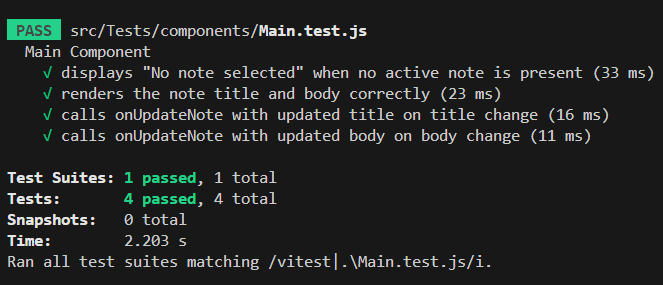 PASS src/Tests/components/Main.test.js
Main Component
√ displays "No note selected" when no active note is present (33 ms)
√ renders the note title and body correctly (23 ms)
√ calls onUpdateNote with updated title on title change (16 ms)
√ calls onUpdateNote with updated body on body change (11 ms)
Test Suites: 1 passed, 1 total
Tests: 4 passed, 4 total
Snapshots: 0 total
Time: 2.203 s
Ran all test suites matching /vitest|.\Main.test.js/i.